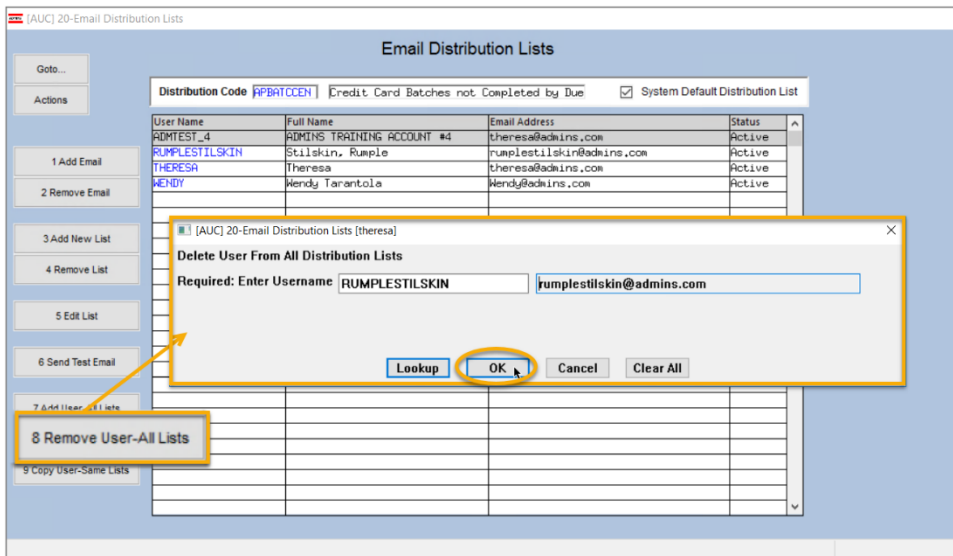 [AUC] 20-Email Distribution Lists
Email Distribution Lists
Goto...
Actions
Distribution Code APBATCCEN Credit Card Batches not Completed by Due System Default Distribution List
User Name Full Name Email Address Status
ADMTEST_4 ADMINS TRAINING ACCOUNT #4 theresa@admins.com Active
RUMPLESTILSKIN Stilskin, Rumple rumplestilskin@admins.com Active
THERESA Theresa theresa@admins.com Active
WENDY Wendy Tarantola Wendy@admins.com Active
1 Add Email
2 Remove Email
3 Add New List
4 Remove List
5 Edit List
6 Send Test Email
7 Add User-All Lists
8 Remove User-All Lists
9 Copy User-Same Lists
[AUC] 20-Email Distribution Lists [theresa]
Delete User From All Distribution Lists
Required: Enter Username RUMPLESTILSKIN rumplestilskin@admins.com
Lookup OK Cancel Clear All